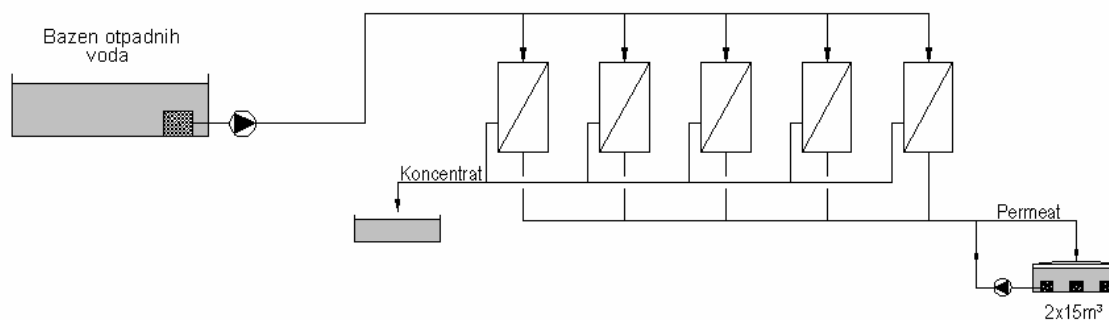 Bazen otpadnih
voda
Koncentrat
Permeat
2x15m³